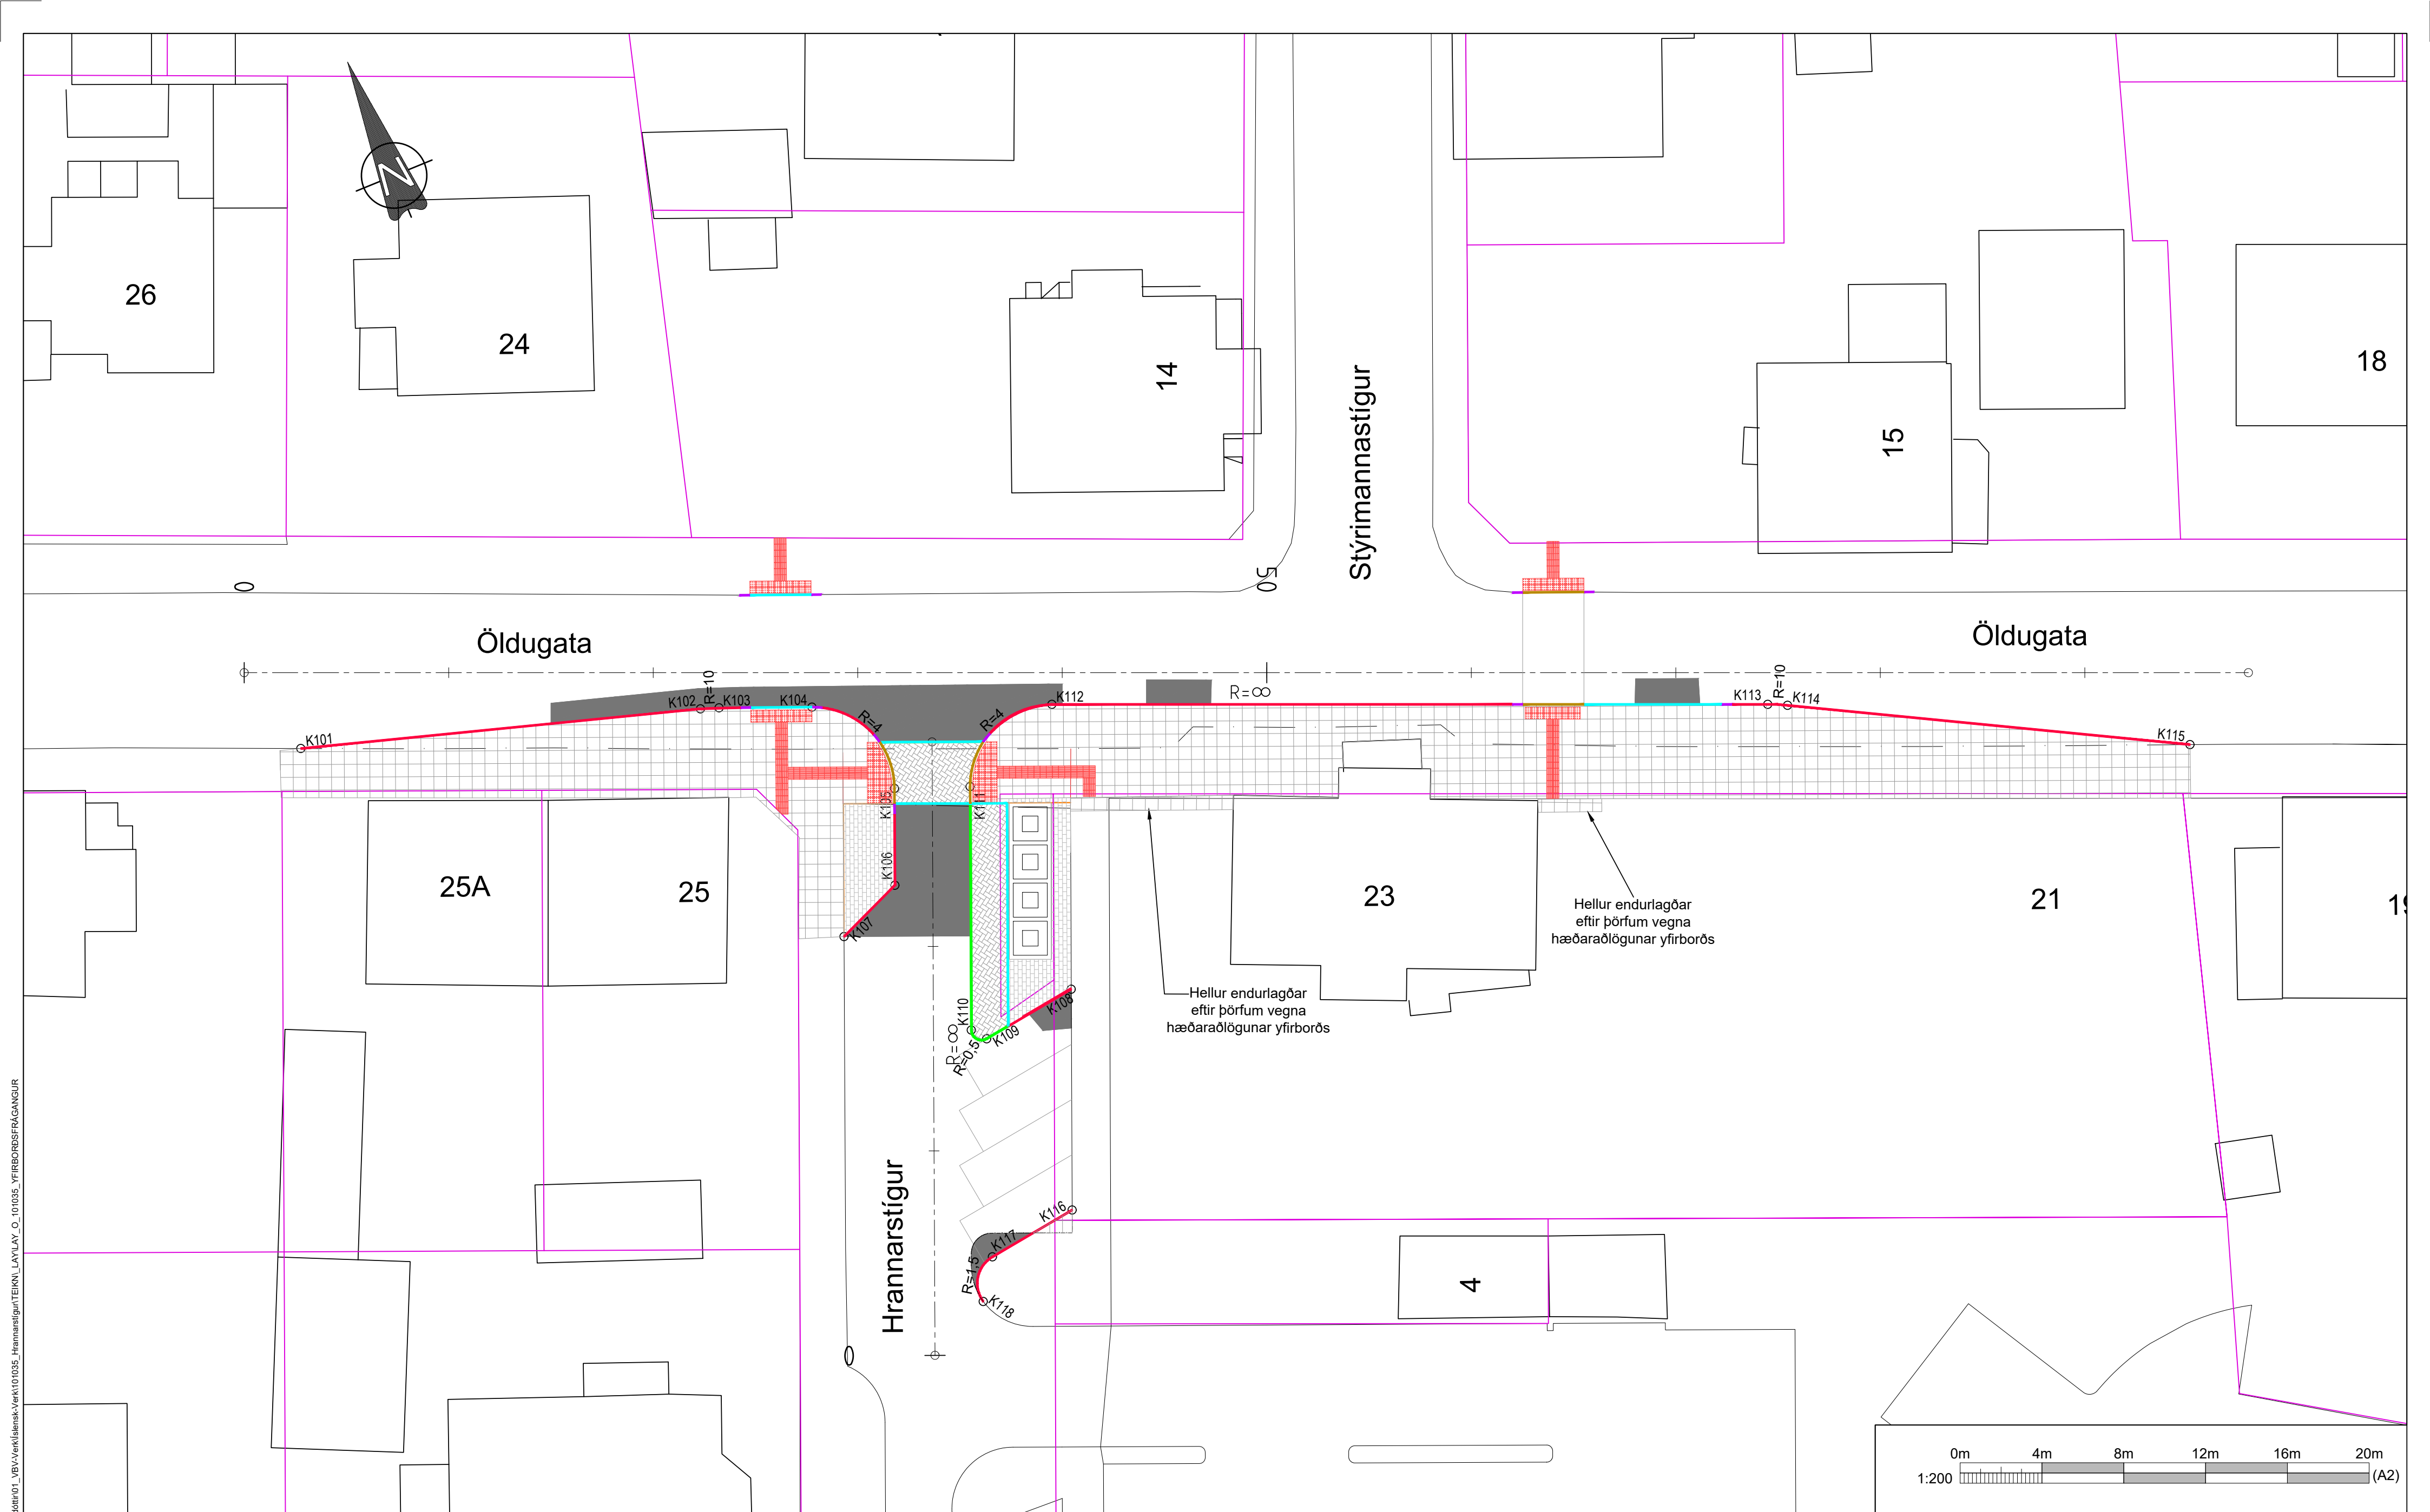 N
26
24
14
15
18
Stýrimannastígur
0
50
Öldugata
Öldugata
K101
K102
R=10
K103
K104
R=4
R=4
K112
R=∞
K113
R=10
K114
K115
K105
K111
K106
K107
25A
25
23
21
Hellur endurlagðar
eftir þörfum vegna
hæðaraðlögunar yfirborðs
Hellur endurlagðar
eftir þörfum vegna
hæðaraðlögunar yfirborðs
K108
K109
K110
R=∞
R=0,5
Hrannarstígur
K116
K117
R=1,5
K118
0
4
0m 4m 8m 12m 16m 20m
1:200 (A2)